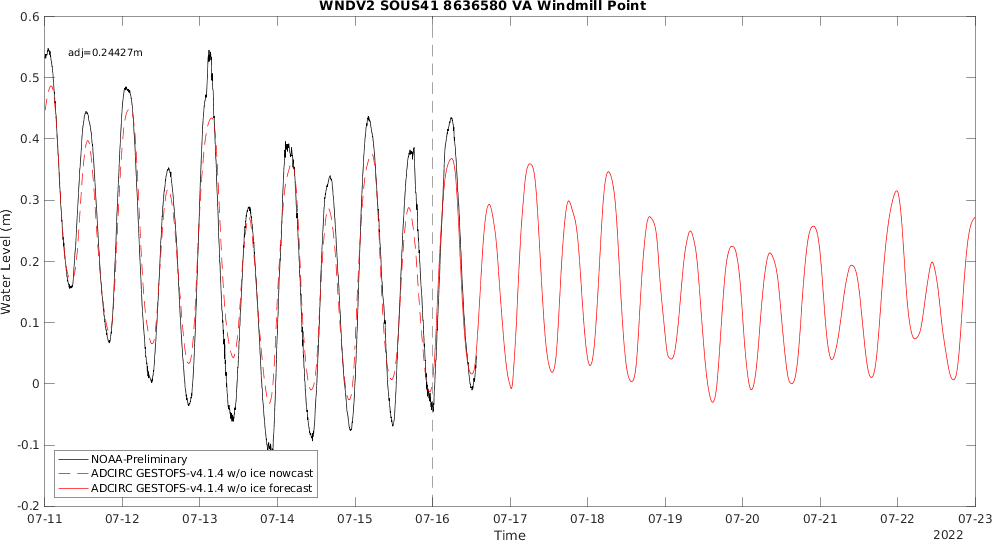 WNDV2 SOUS41 8636580 VA Windmill Point
adj=0.24427m
Water Level (m)
0.6
0.5
0.4
0.3
0.2
0.1
0
-0.1
-0.2
NOAA-Preliminary
ADCIRC GESTOFS-v4.1.4 w/o ice nowcast
ADCIRC GESTOFS-v4.1.4 w/o ice forecast
07-11 07-12 07-13 07-14 07-15 07-16 07-17 07-18 07-19 07-20 07-21 07-22 07-23
Time
2022